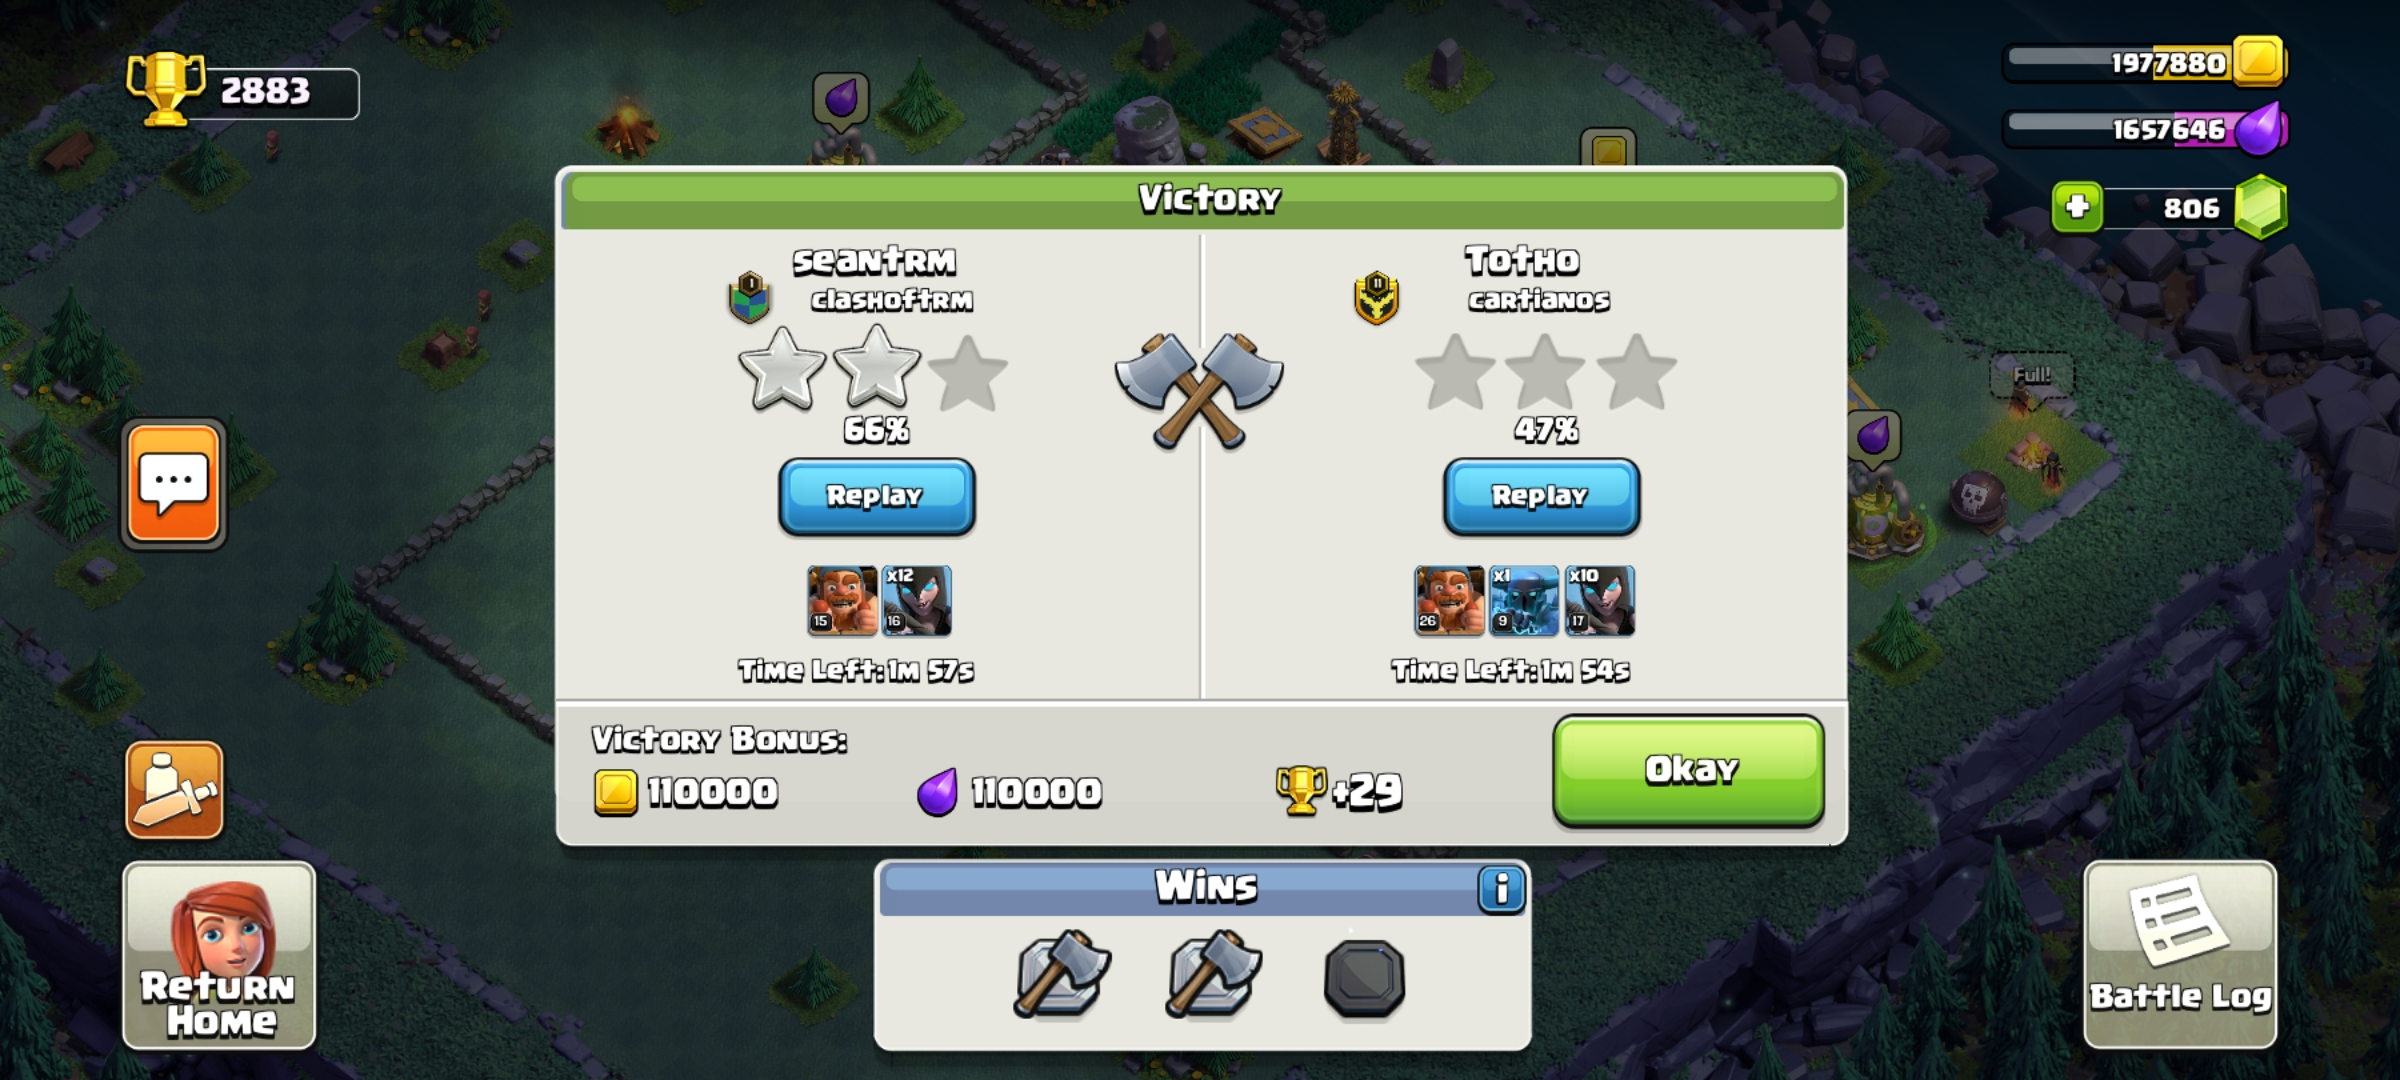 2883
1977880
1657646
806
Victory
seantrm
clashoftrm
66%
Replay
15
x12
16
Time Left:1m 57s
Totho
cartianos
47%
Replay
26
x1
9
x10
17
Time Left:1m 54s
Full!
Victory Bonus:
110000
110000
+29
Okay
Wins
i
Return
Home
Battle Log